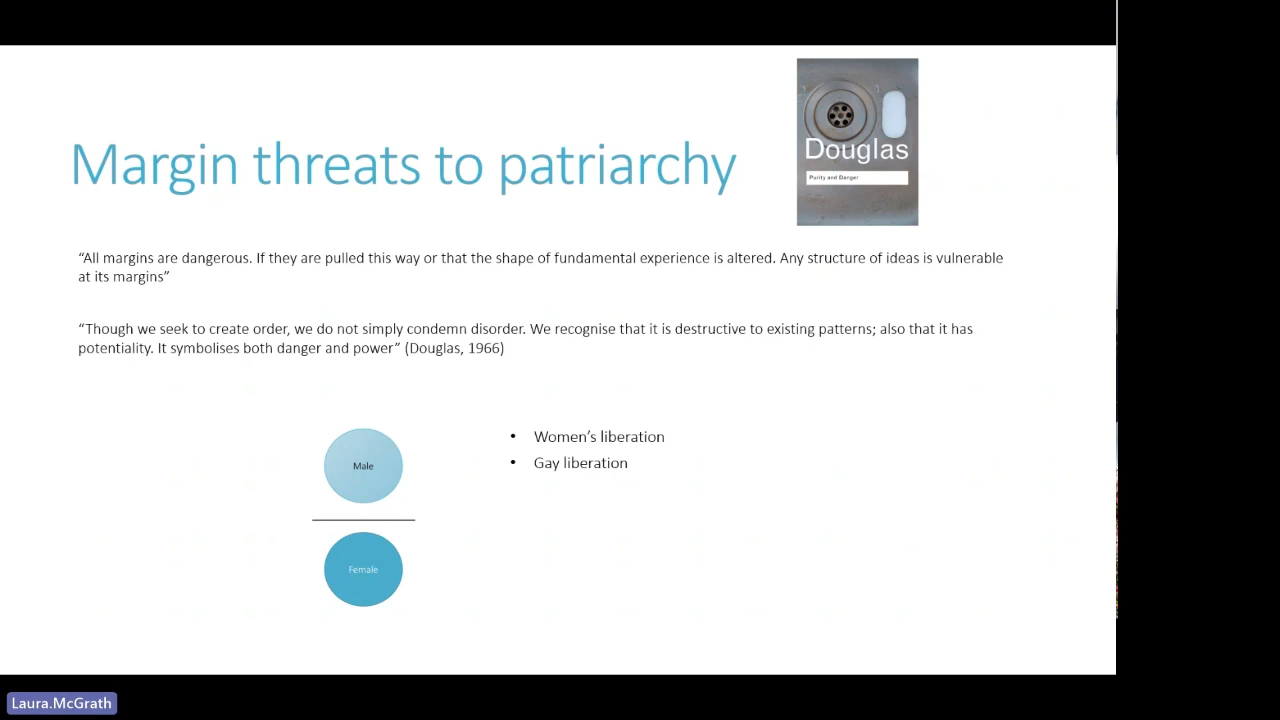 Margin threats to patriarchy
Douglas
Purity and Danger
“All margins are dangerous. If they are pulled this way or that the shape of fundamental experience is altered. Any structure of ideas is vulnerable
at its margins”
“Though we seek to create order, we do not simply condemn disorder. We recognise that it is destructive to existing patterns; also that it has
potentiality. It symbolises both danger and power” (Douglas, 1966)
Male
Female
• Women’s liberation
• Gay liberation
Laura.McGrath